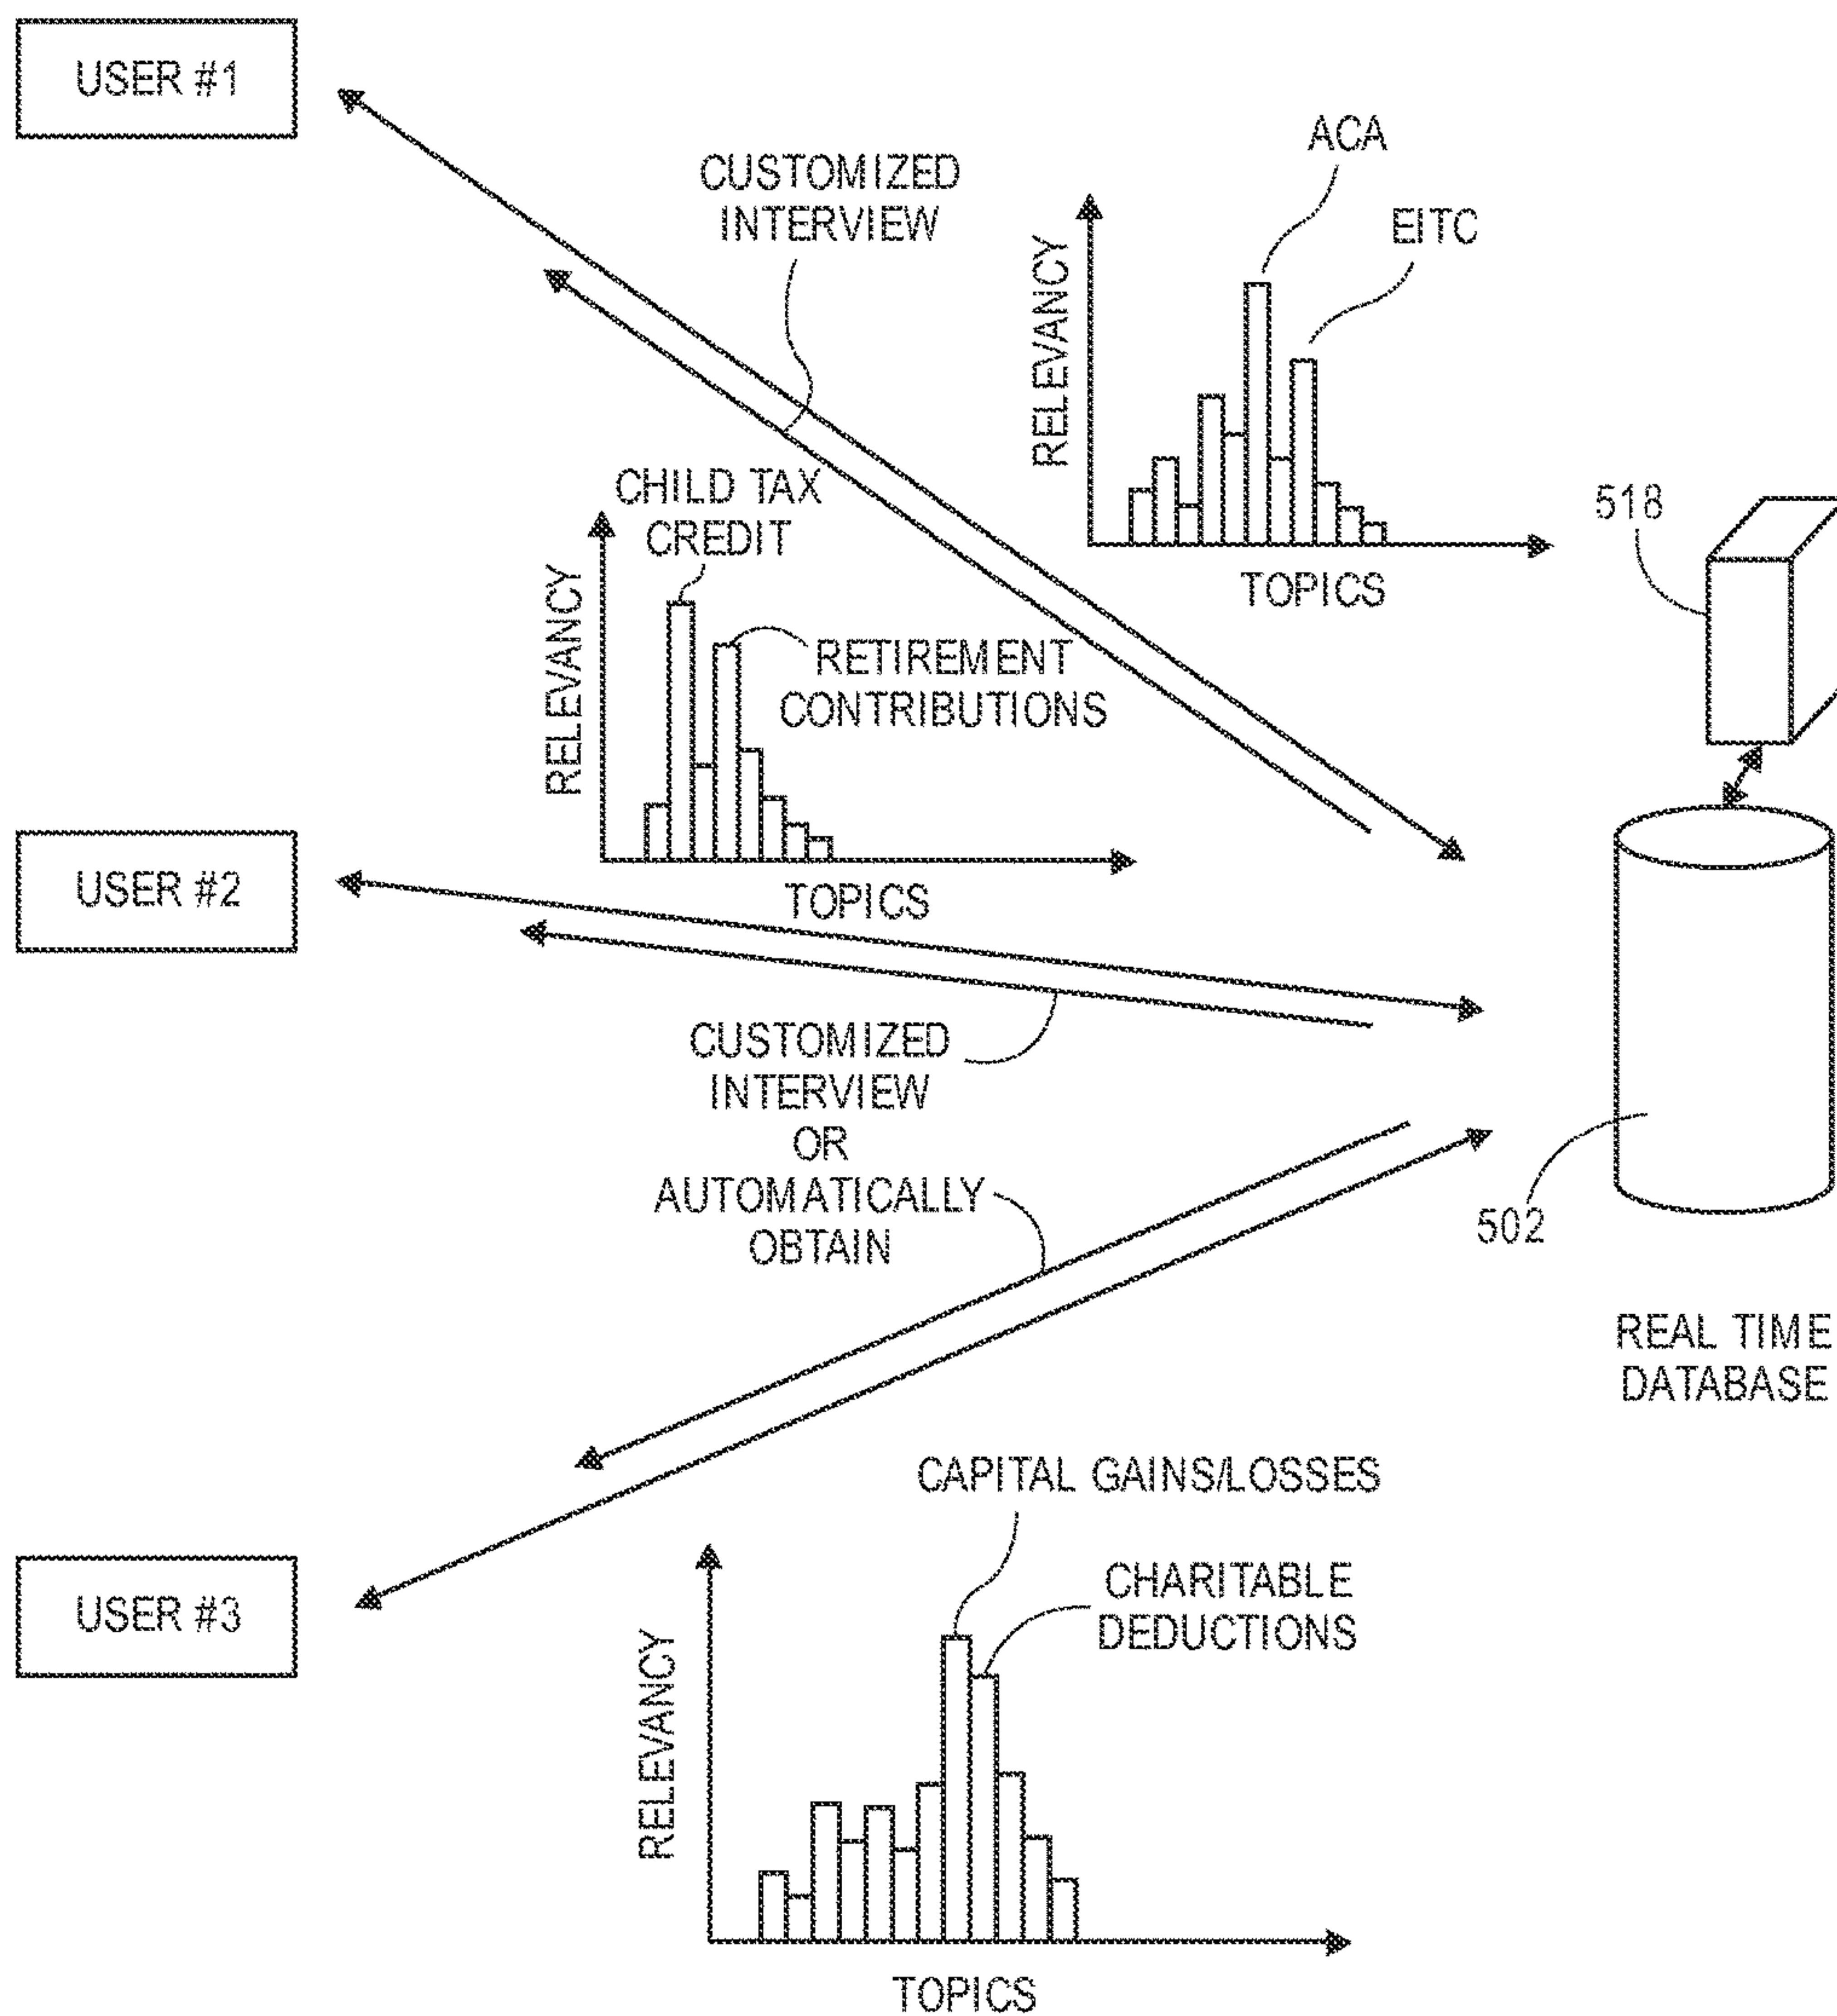 USER #1
CUSTOMIZED
INTERVIEW
ACA
EITC
RELEVANCY
TOPICS
518
CHILD TAX
CREDIT
RETIREMENT
CONTRIBUTIONS
RELEVANCY
TOPICS
USER #2
CUSTOMIZED
INTERVIEW
OR
AUTOMATICALLY
OBTAIN
502
REAL TIME
DATABASE
USER #3
CAPITAL GAINS/LOSSES
CHARITABLE
DEDUCTIONS
RELEVANCY
TOPICS